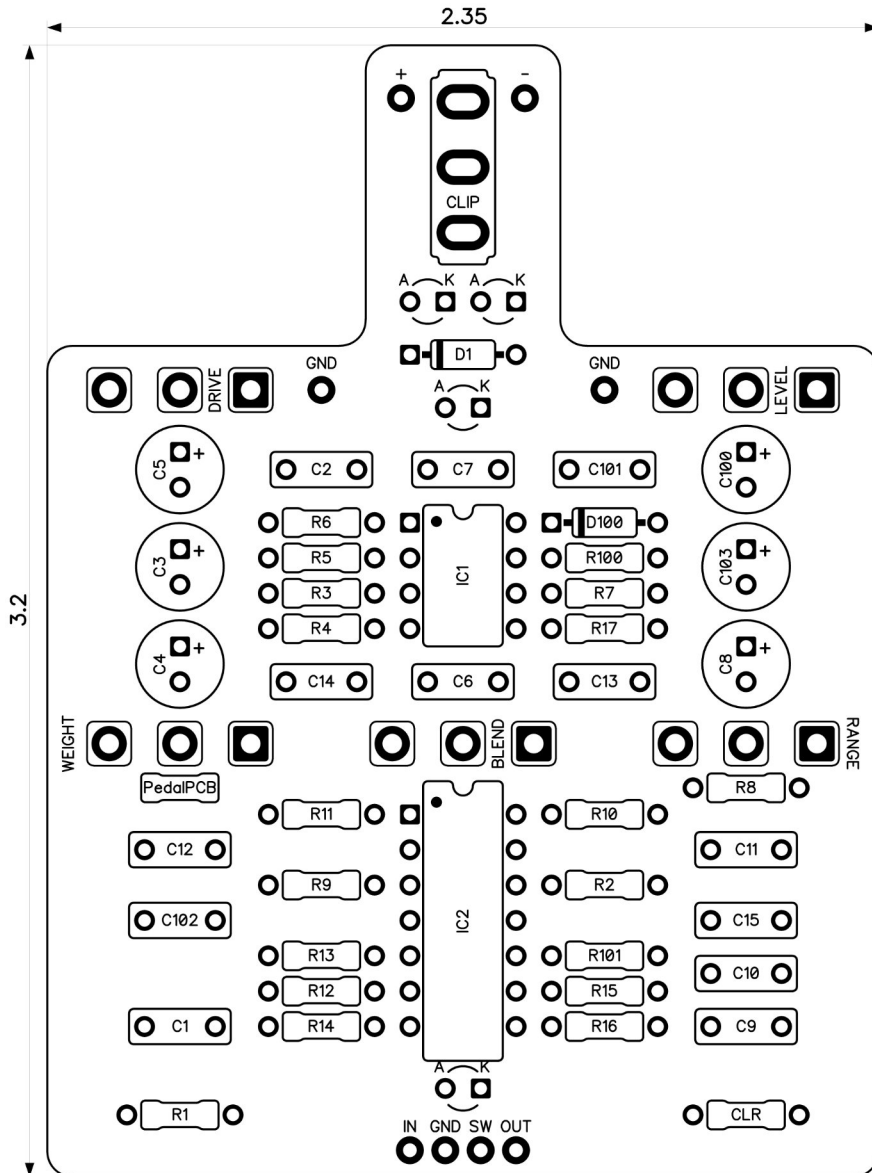 2.35
3.2
+ -
CLIP
A K A K
D1
GND GND
A K
DRIVE LEVEL
C5 + C100 +
C2 C7 C101
R6 D100
R5 IC1 R100
C3 + C103 +
R3 R7
R4 R17
C4 + C8 +
C14 C6 C13
WEIGHT BLEND RANGE
PedalPCB R8
R11 R10
C12 C11
R9 R2
C102 IC2 C15
R13 R101
C10
R12 R15
C1 R14 R16 C9
A K
R1 CLR
IN GND SW OUT